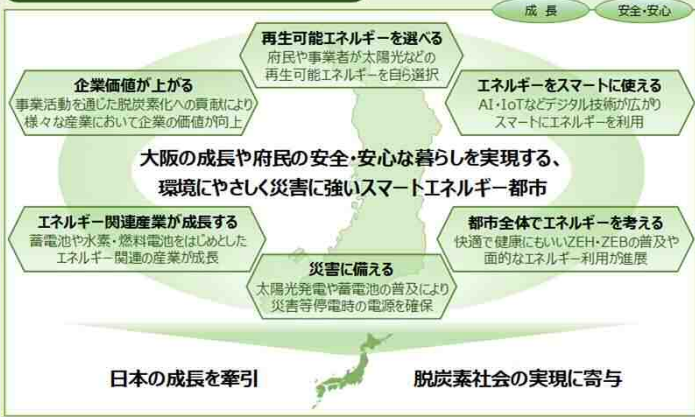 成 長
安全・安心
再生可能エネルギーを選べる
府民や事業者が太陽光などの
再生可能エネルギーを自ら選択
企業価値が上がる
事業活動を通じた脱炭素化への貢献により
様々な産業において企業の価値が向上
エネルギーをスマートに使える
AI・IoTなどデジタル技術が広がり
スマートにエネルギーを利用
大阪の成長や府民の安全・安心な暮らしを実現する、
環境にやさしく災害に強いスマートエネルギー都市
エネルギー関連産業が成長する
蓄電池や水素・燃料電池をはじめとした
エネルギー関連の産業が成長
都市全体でエネルギーを考える
快適で健康にもいいZEH・ZEBの普及や
面的なエネルギー利用が進展
災害に備える
太陽光発電や蓄電池の普及により
災害等停電時の電源を確保
日本の成長を牽引
脱炭素社会の実現に寄与